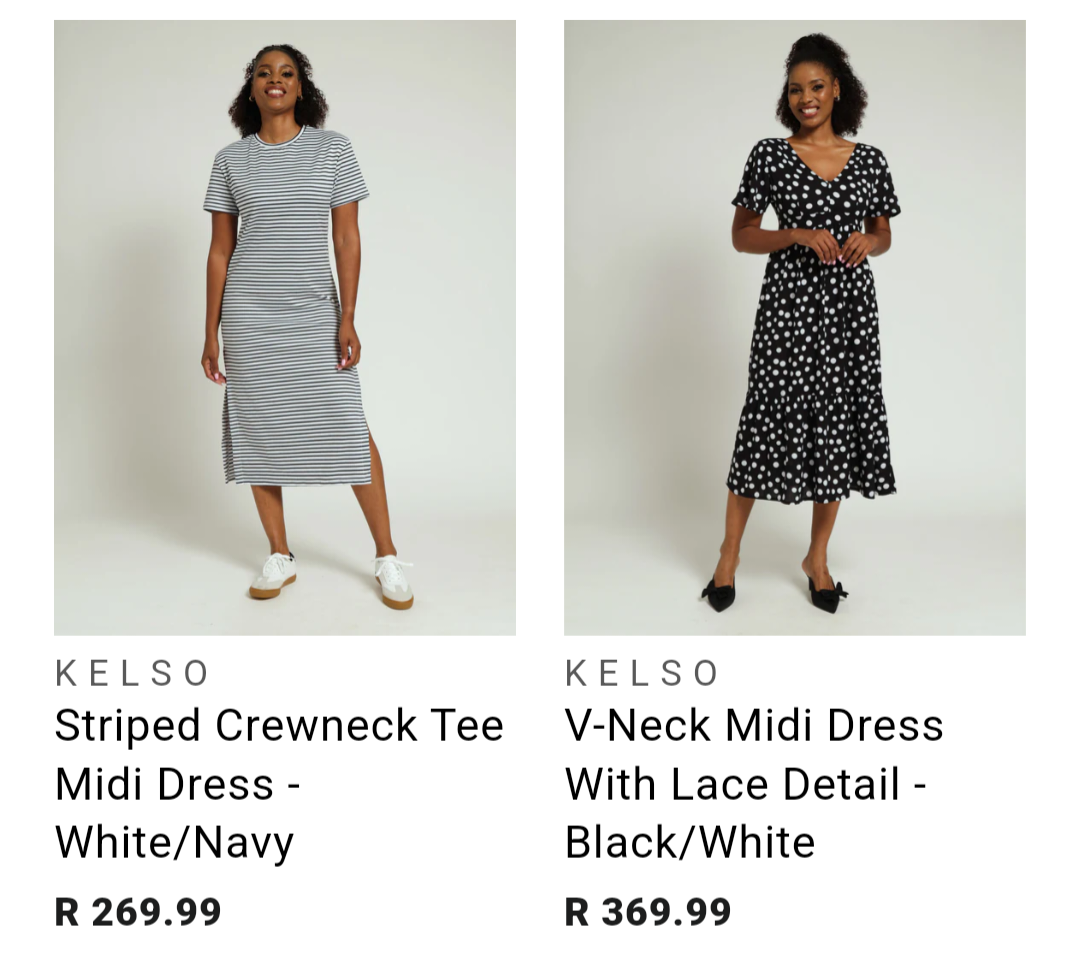 KELSO
Striped Crewneck Tee
Midi Dress -
White/Navy
R 269.99
KELSO
V-Neck Midi Dress
With Lace Detail -
Black/White
R 369.99